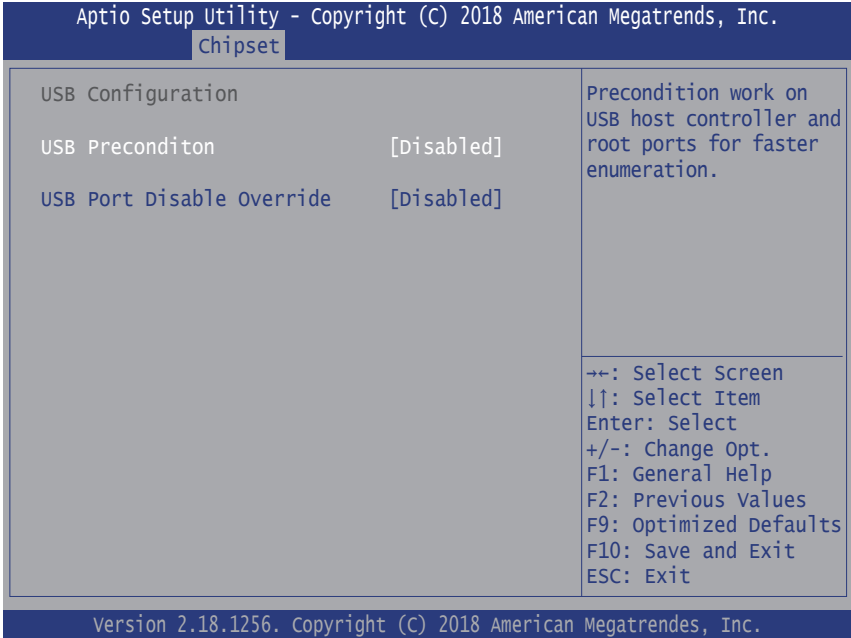 Aptio Setup Utility - Copyright (C) 2018 American Megatrends, Inc.
Chipset
USB Configuration
USB Preconditon [Disabled]
USB Port Disable Override [Disabled]
Precondition work on
USB host controller and
root ports for faster
enumeration.
→←: Select Screen
↓↑: Select Item
Enter: Select
+/-: Change Opt.
F1: General Help
F2: Previous Values
F9: Optimized Defaults
F10: Save and Exit
ESC: Exit
Version 2.18.1256. Copyright (C) 2018 American Megatrendes, Inc.